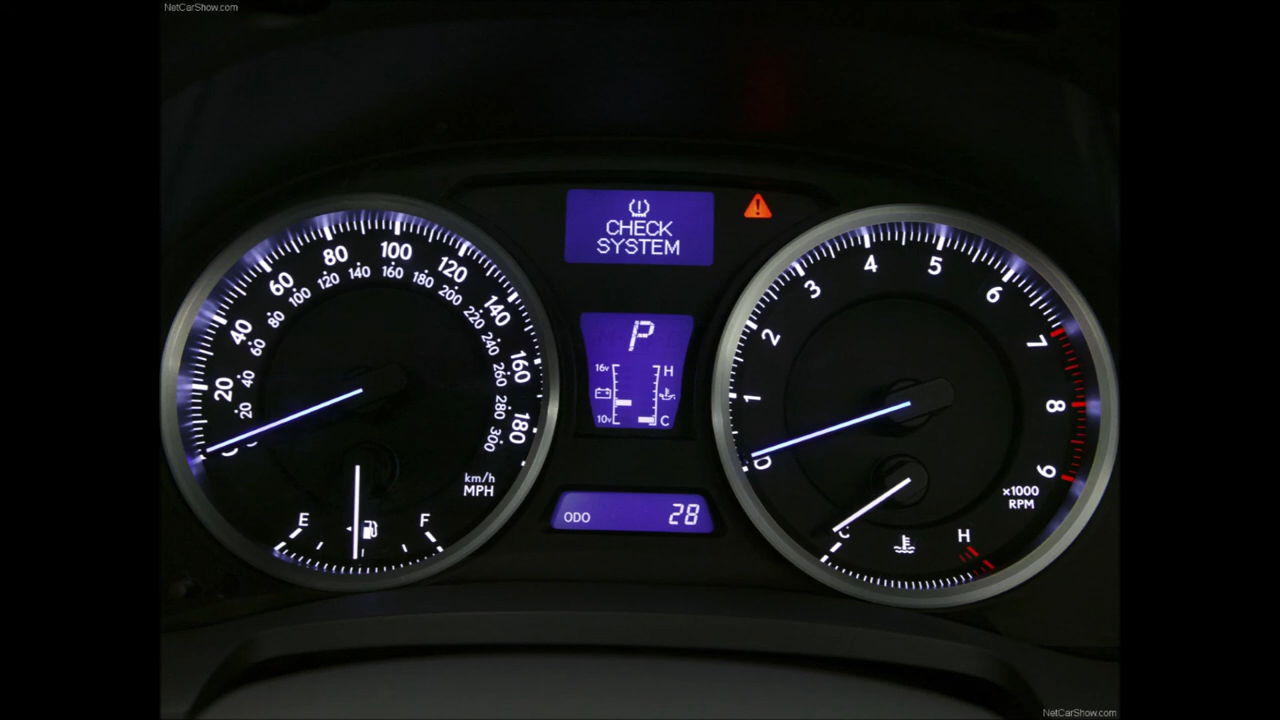 NetCarShow.com
CHECK
SYSTEM
20
40
60
80
100
120
140
160
180
20
40
60
80
100
120
140
160
180
200
220
240
260
280
300
km/h
MPH
E
F
P
16v
H
10v
C
ODO
28
0
1
2
3
4
5
6
7
8
9
x1000
RPM
C
H
NetCarShow.com